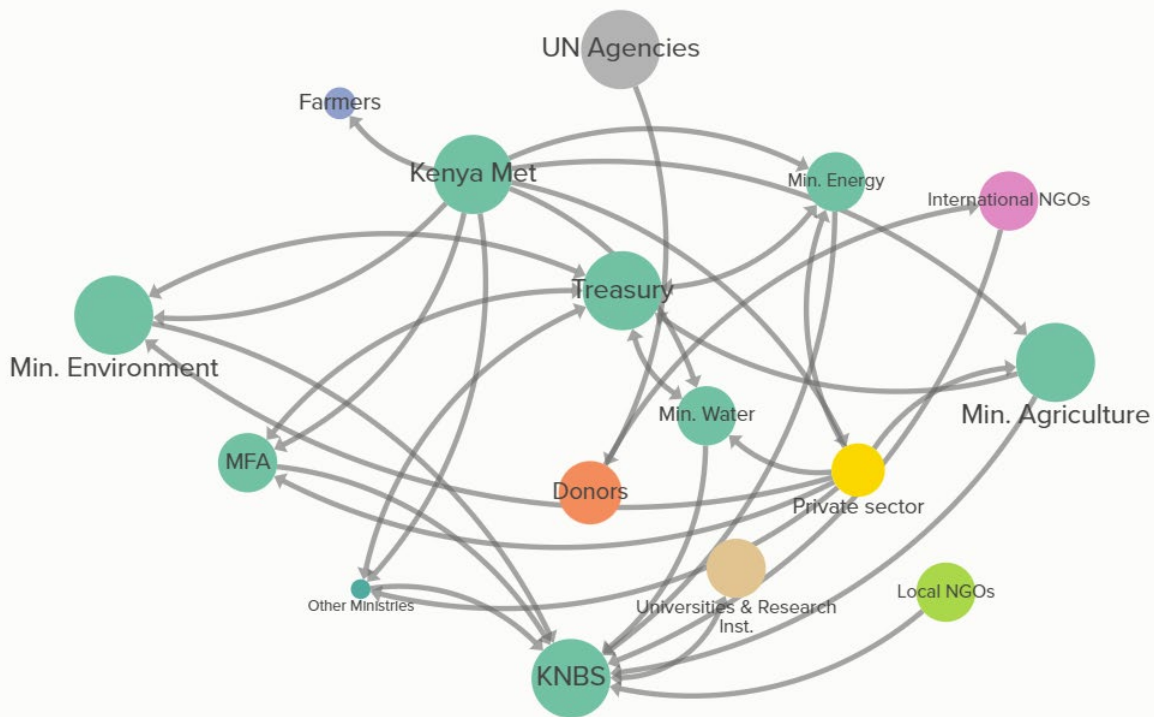 UN Agencies
Farmers
Kenya Met
Min. Energy
International NGOs
Treasury
Min. Environment
Min. Water
Min. Agriculture
MFA
Donors
Private sector
Other Ministries
Universities & Research
Inst.
Local NGOs
KNBS